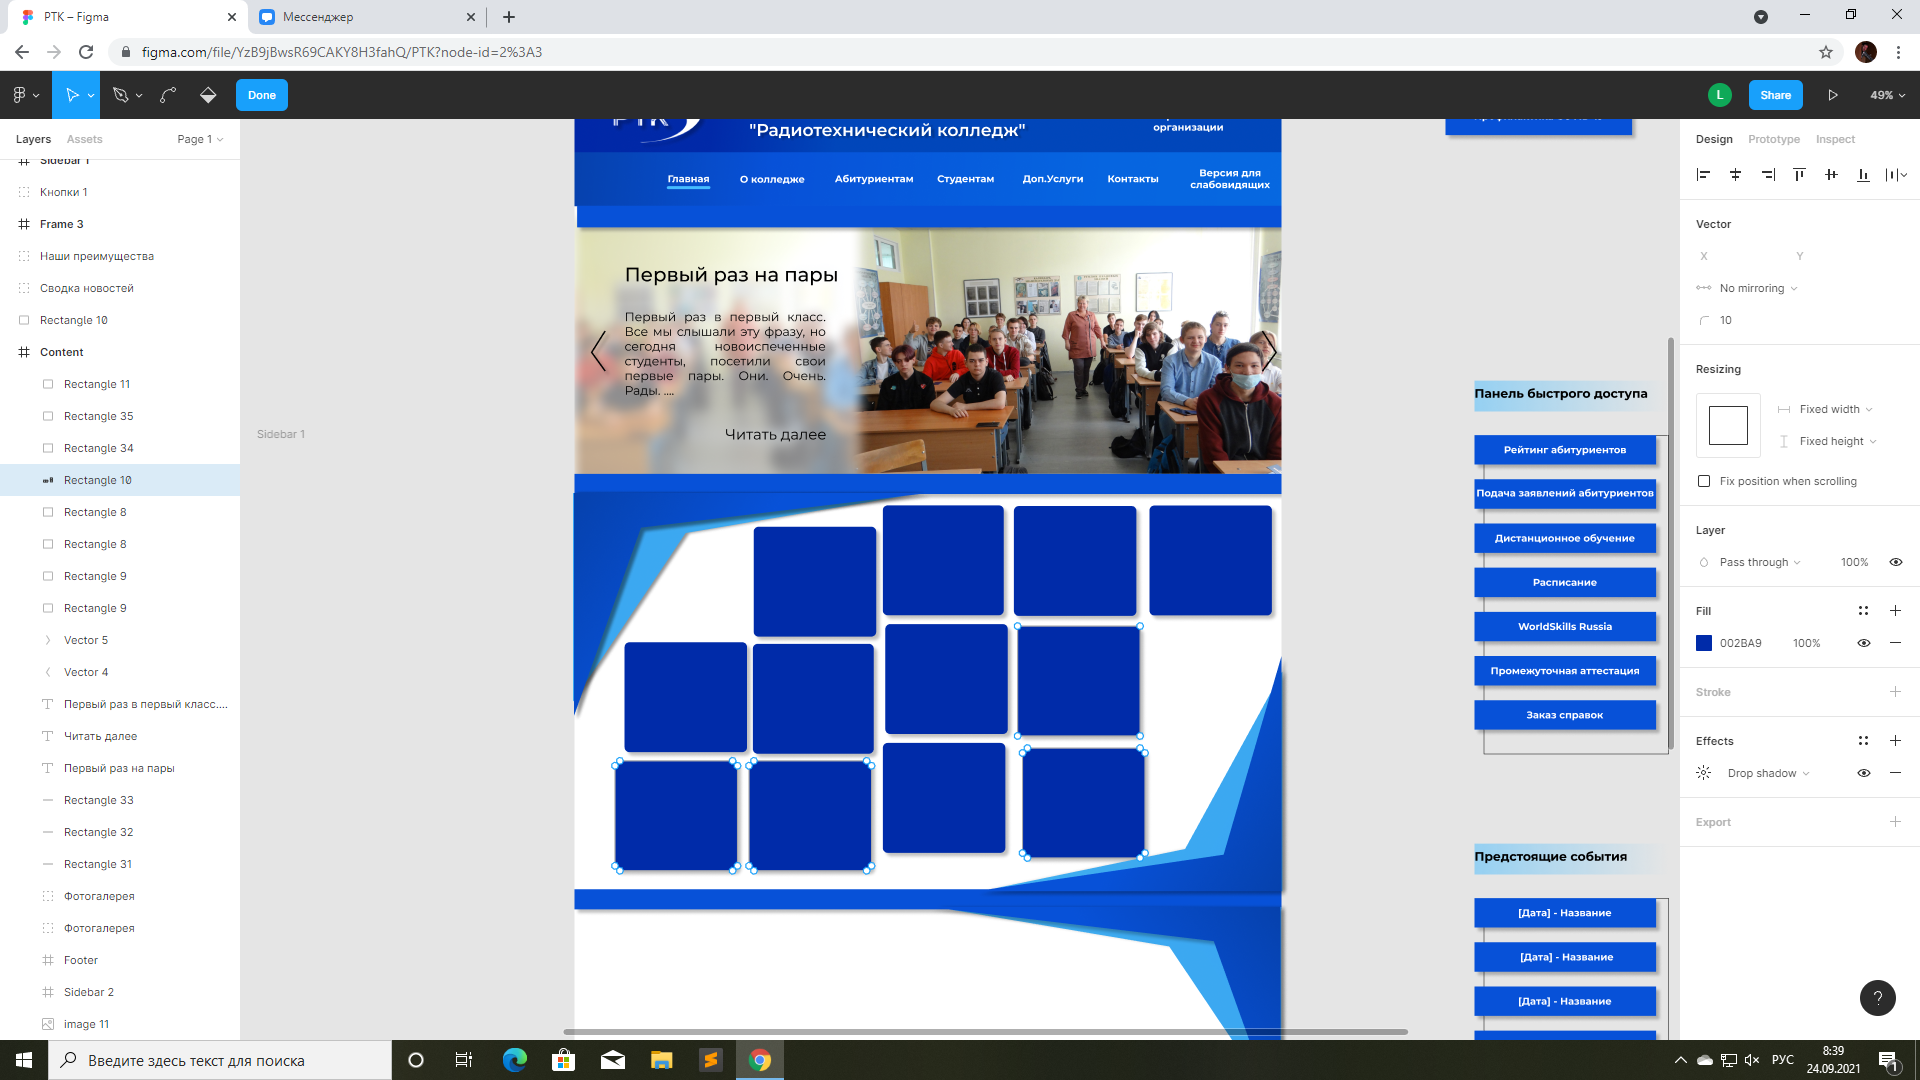 РТК – Figma
Мессенджер
figma.com/file/YzB9jBwsR69CAKY8H3fahQ/РТК?node-id=2%3A3
Done
L
Share
49%
Layers
Assets
Page 1
Sidebar 1
Кнопки 1
Frame 3
Наши преимущества
Сводка новостей
Rectangle 10
Content
Rectangle 11
Rectangle 35
Rectangle 34
Rectangle 10
Rectangle 8
Rectangle 8
Rectangle 9
Rectangle 9
Vector 5
Vector 4
Первый раз в первый класс....
Читать далее
Первый раз на пары
Rectangle 33
Rectangle 32
Rectangle 31
Фотогалерея
Фотогалерея
Footer
Sidebar 2
image 11
Sidebar 1
РТК
"Радиотехнический колледж"
организации
Главная
О колледже
Абитуриентам
Студентам
Доп.Услуги
Контакты
Версия для
слабовидящих
Первый раз на пары
Первый раз в первый класс.
Все мы слышали эту фразу, но
сегодня новоиспеченные
студенты, посетили свои
первые пары. Они. Очень.
Рады. ....
Читать далее
Панель быстрого доступа
Рейтинг абитуриентов
Подача заявлений абитуриентов
Дистанционное обучение
Расписание
WorldSkills Russia
Промежуточная аттестация
Заказ справок
Предстоящие события
[Дата] - Название
[Дата] - Название
[Дата] - Название
Design
Prototype
Inspect
Vector
X
Y
No mirroring
10
Resizing
Fixed width
Fixed height
Fix position when scrolling
Layer
Pass through
100%
Fill
002BA9
100%
Stroke
Effects
Drop shadow
Export
?
Введите здесь текст для поиска
РУС
8:39
24.09.2021
1